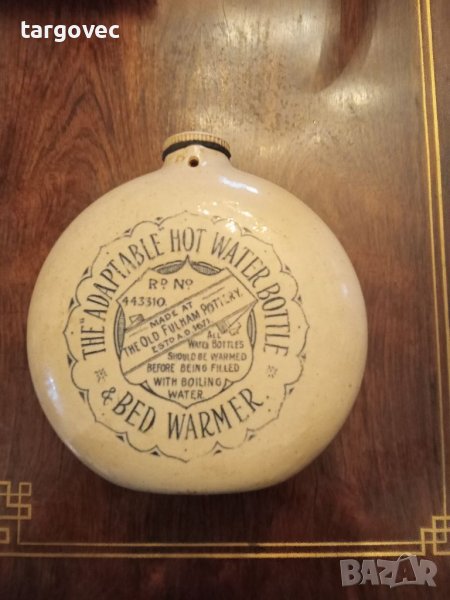 targovec
THE "ADAPTABLE HOT WATER BOTTLE
& BED WARMER.
RD. NO
443310.
MADE AT
THE OLD FULHAM POTTERY.
ESTD A.D. 1671.
ALL
WATER BOTTLES
SHOULD BE WARMED
BEFORE BEING FILLED
WITH BOILING
WATER.
BAZAR